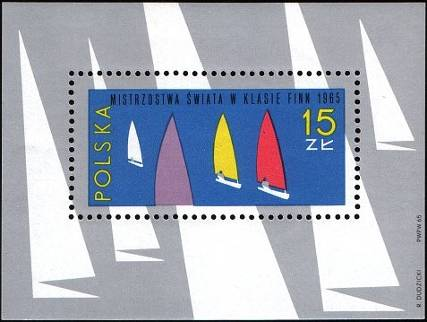 MISTRZOSTWA ŚWIATA W KLASIE FINN 1965
POLSKA
15
ZŁ
PWPW 65
R. DUDZICKI